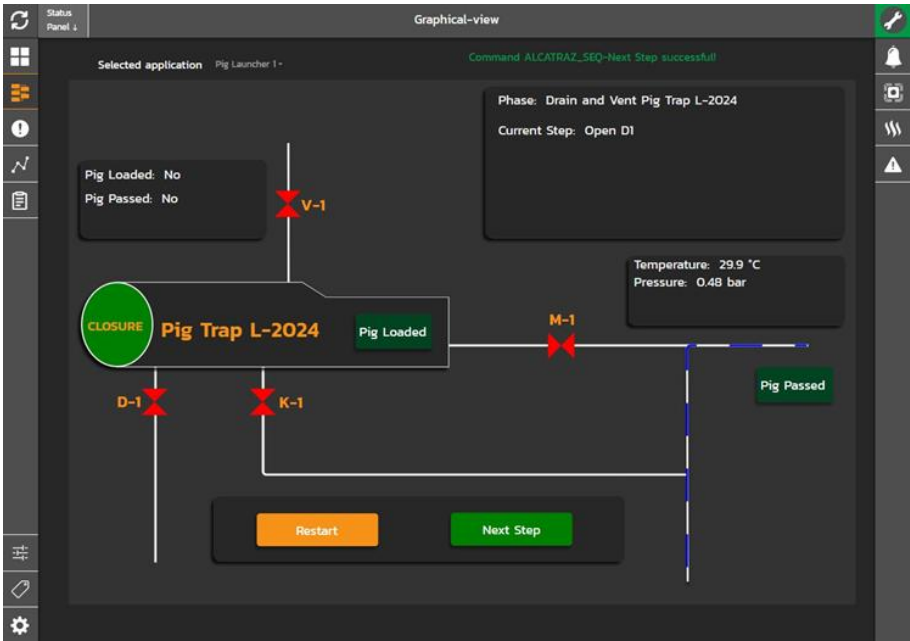 Status
Panel ↓
Graphical-view
Selected application Pig Launcher 1
Command ALCATRAZ_SEQ-Next Step successful!
Phase: Drain and Vent Pig Trap L-2024
Current Step: Open D1
Pig Loaded: No
Pig Passed: No
V-1
Temperature: 29.9 °C
Pressure: 0.48 bar
CLOSURE
Pig Trap L-2024
Pig Loaded
M-1
Pig Passed
D-1
K-1
Restart
Next Step